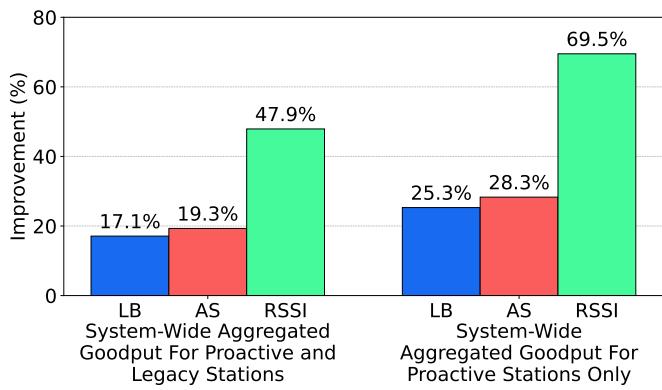 80
60
40
20
0
Improvement (%)
17.1%
19.3%
47.9%
25.3%
28.3%
69.5%
LB AS RSSI
System-Wide Aggregated
Goodput For Proactive and
Legacy Stations
LB AS RSSI
System-Wide
Aggregated Goodput For
Proactive Stations Only